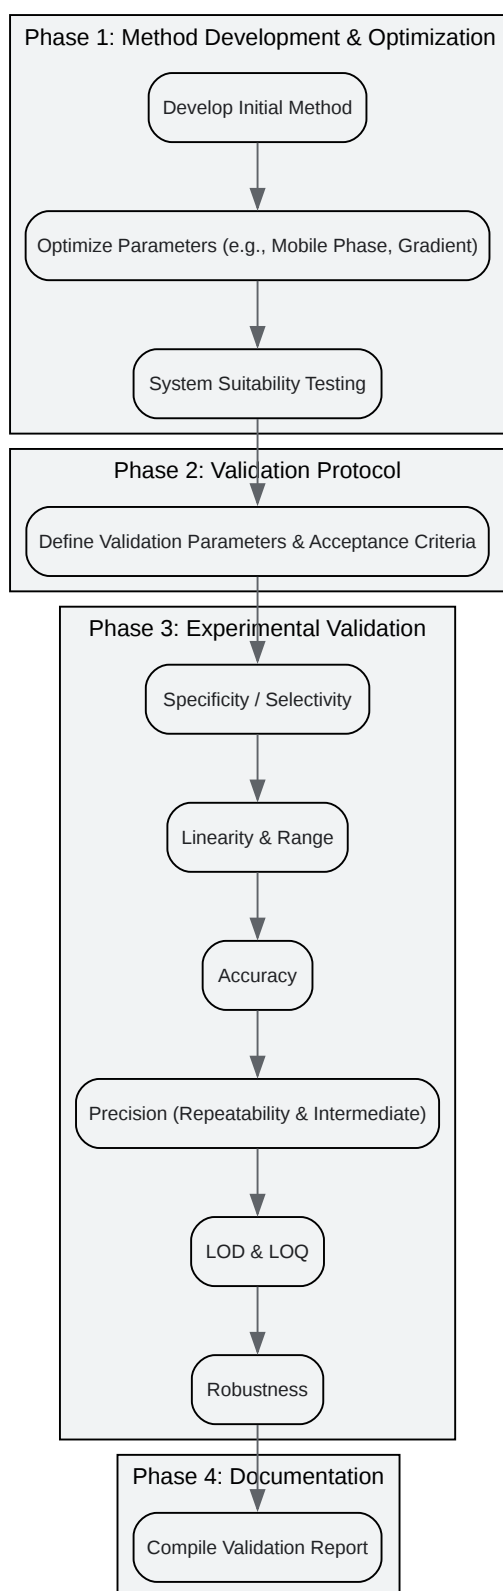 Phase 1: Method Development & Optimization
Develop Initial Method
Optimize Parameters (e.g., Mobile Phase, Gradient)
System Suitability Testing
Phase 2: Validation Protocol
Define Validation Parameters & Acceptance Criteria
Phase 3: Experimental Validation
Specificity / Selectivity
Linearity & Range
Accuracy
Precision (Repeatability & Intermediate)
LOD & LOQ
Robustness
Phase 4: Documentation
Compile Validation Report